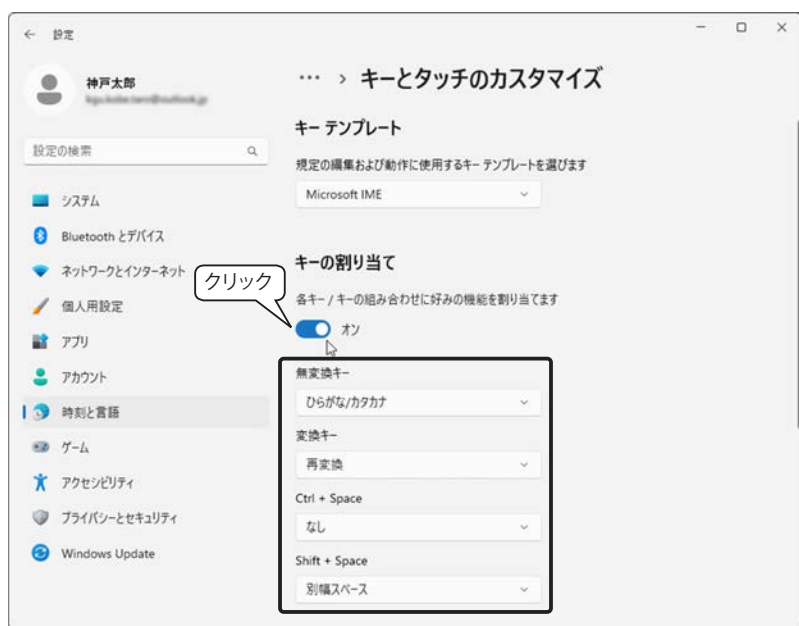 設定
神戸太郎
設定の検索
システム
Bluetooth とデバイス
ネットワークとインターネット
個人用設定
アプリ
アカウント
時刻と言語
ゲーム
アクセシビリティ
プライバシーとセキュリティ
Windows Update
… › キーとタッチのカスタマイズ
キー テンプレート
規定の編集および動作に使用するキー テンプレートを選びます
Microsoft IME
キーの割り当て
クリック
各キー / キーの組み合わせに好みの機能を割り当てます
オン
無変換キー
ひらがな/カタカナ
変換キー
再変換
Ctrl + Space
なし
Shift + Space
別幅スペース